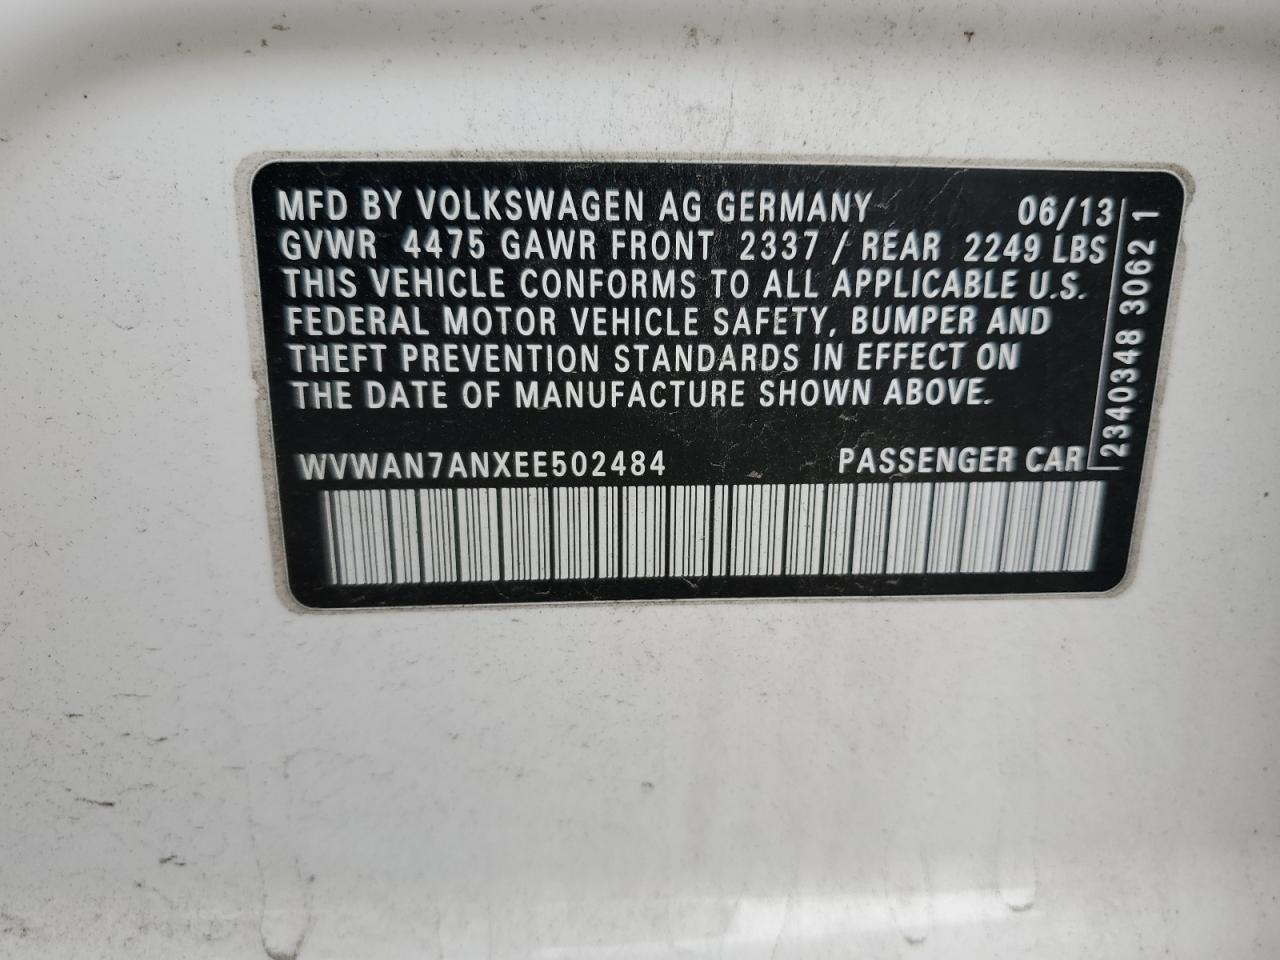 MFD BY VOLKSWAGEN AG GERMANY 06/13
GVWR 4475 GAWR FRONT 2337 / REAR 2249 LBS
THIS VEHICLE CONFORMS TO ALL APPLICABLE U.S.
FEDERAL MOTOR VEHICLE SAFETY, BUMPER AND
THEFT PREVENTION STANDARDS IN EFFECT ON
THE DATE OF MANUFACTURE SHOWN ABOVE.
WVWAN7ANXEE502484 PASSENGER CAR
2340348 3062 1